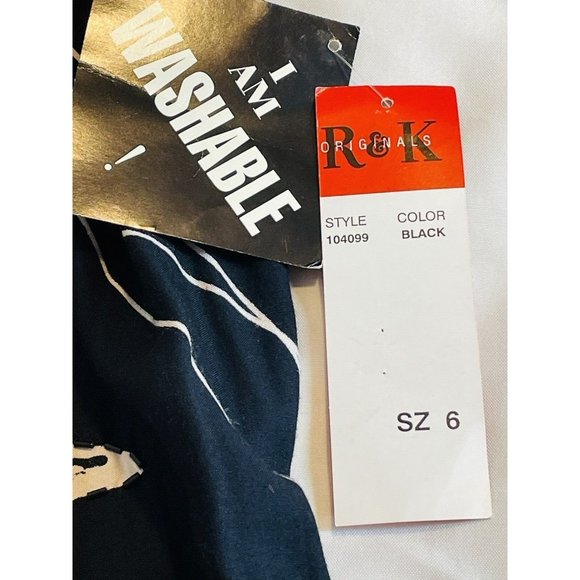 I
AM
WASHABLE
!
R & K
ORIGINALS
STYLE COLOR
104099 BLACK
SZ 6